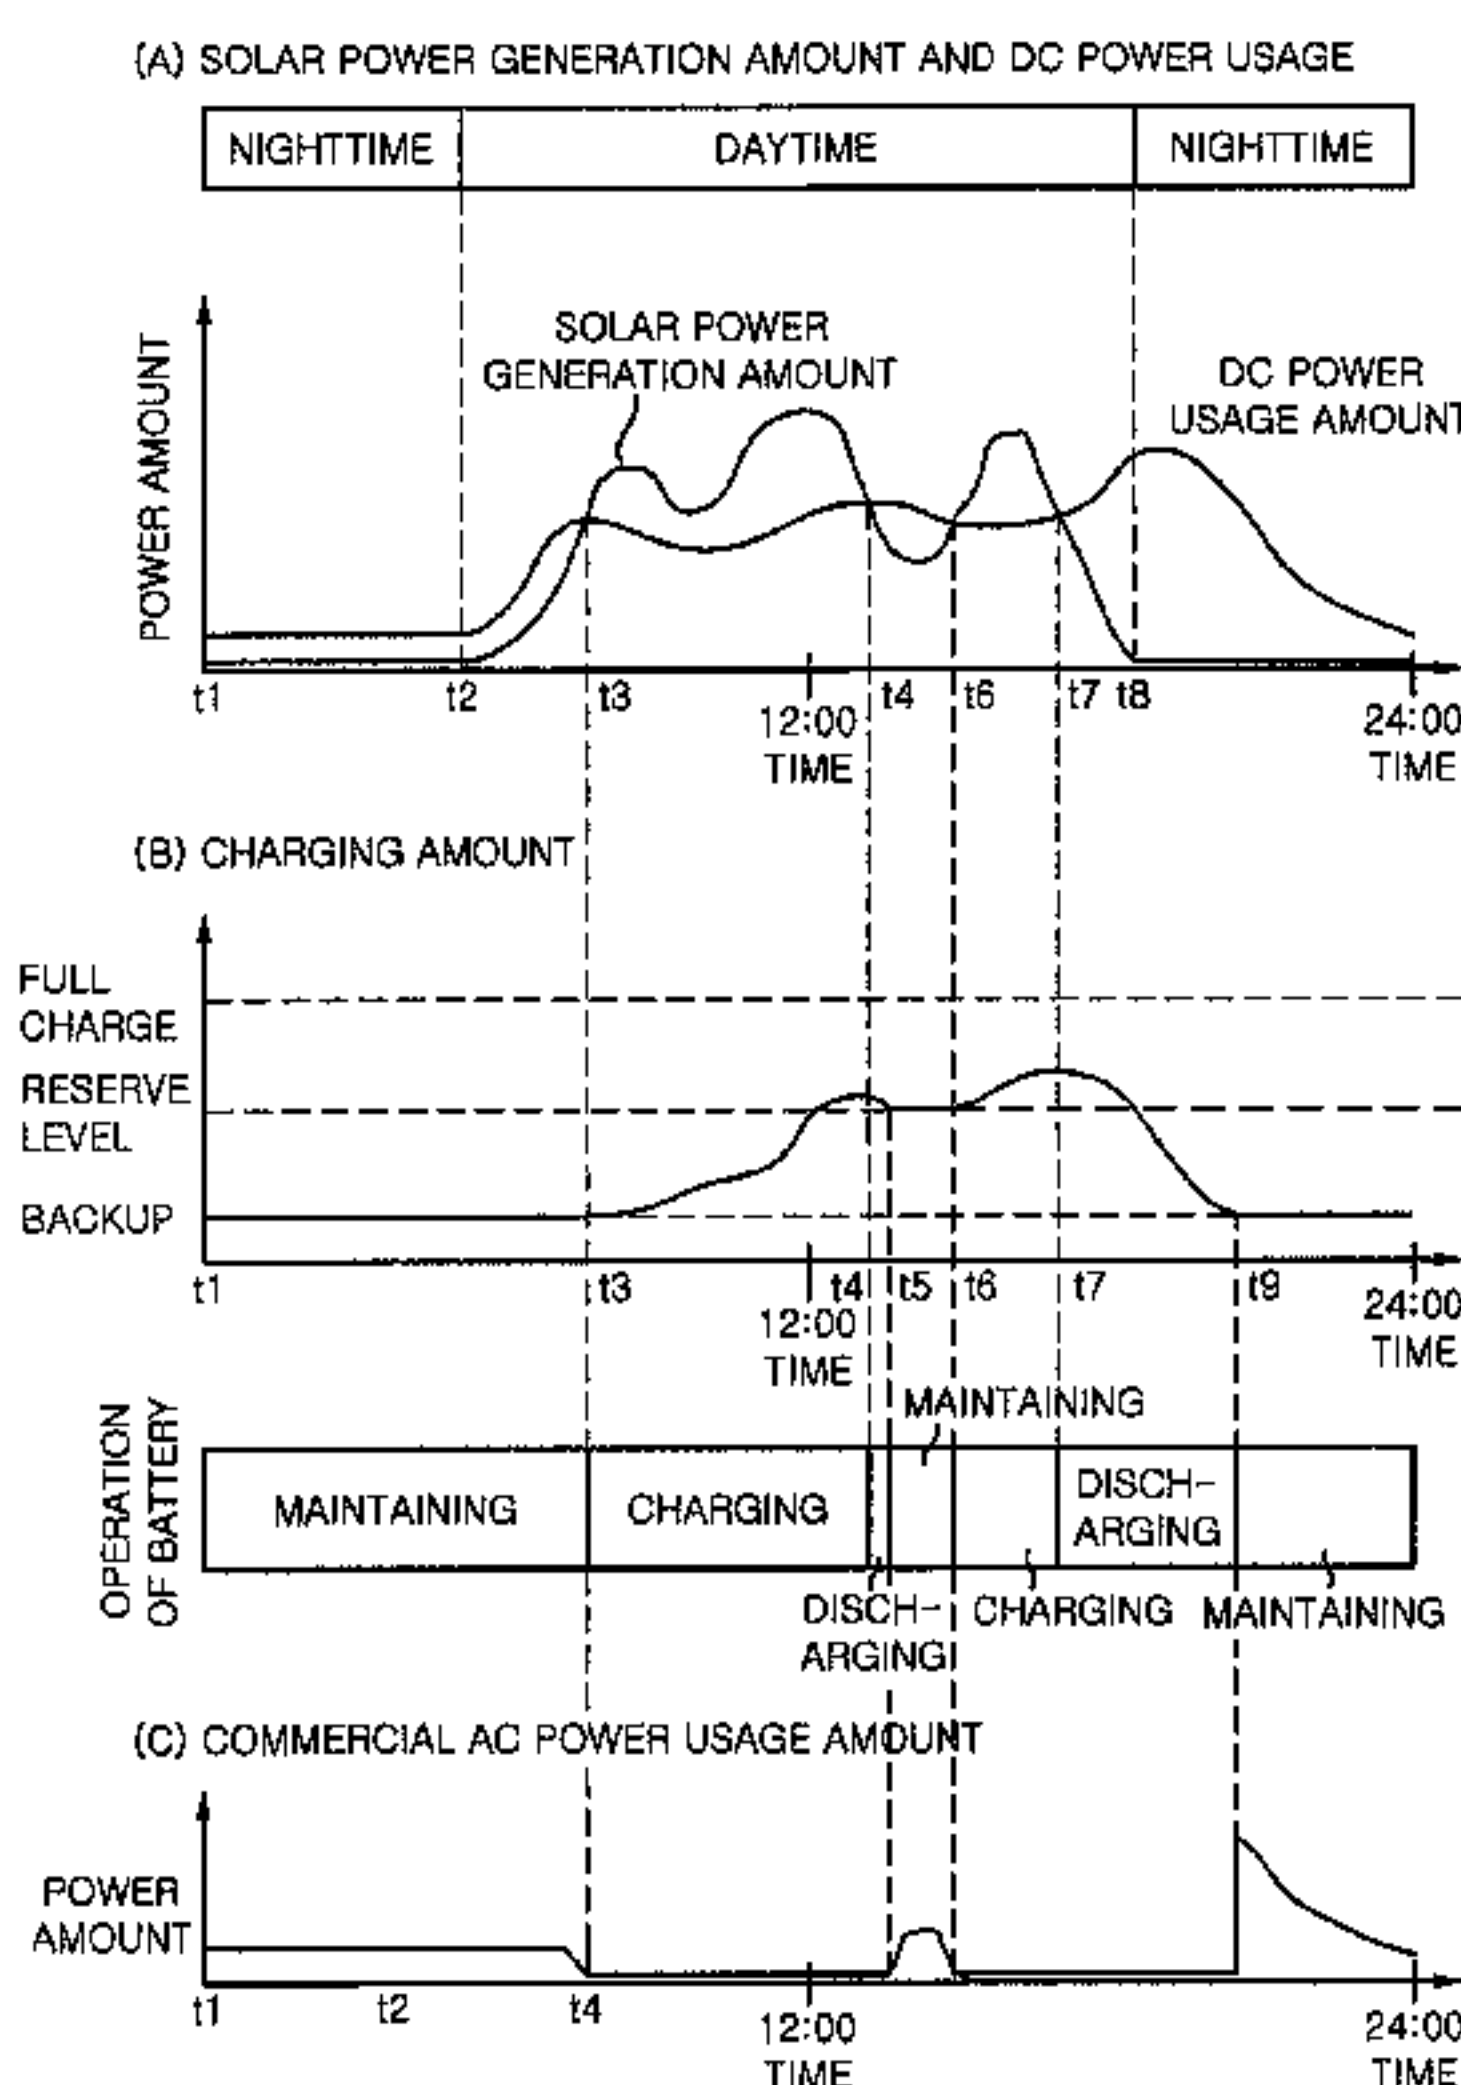 (A) SOLAR POWER GENERATION AMOUNT AND DC POWER USAGE
NIGHTTIME DAYTIME NIGHTTIME
POWER AMOUNT
SOLAR POWER
GENERATION AMOUNT
DC POWER
USAGE AMOUNT
t1 t2 t3 t4 t6 t7 t8
12:00
TIME
24:00
TIME
(B) CHARGING AMOUNT
FULL
CHARGE
RESERVE
LEVEL
BACKUP
t1 t3 t4 t5 t6 t7 t9
12:00
TIME
24:00
TIME
OPERATION
OF BATTERY
MAINTAINING
MAINTAINING
CHARGING
DISCH-
ARGING
DISCH-
ARGING
CHARGING
MAINTAINING
(C) COMMERCIAL AC POWER USAGE AMOUNT
POWER
AMOUNT
t1 t2 t4
12:00
TIME
24:00
TIME